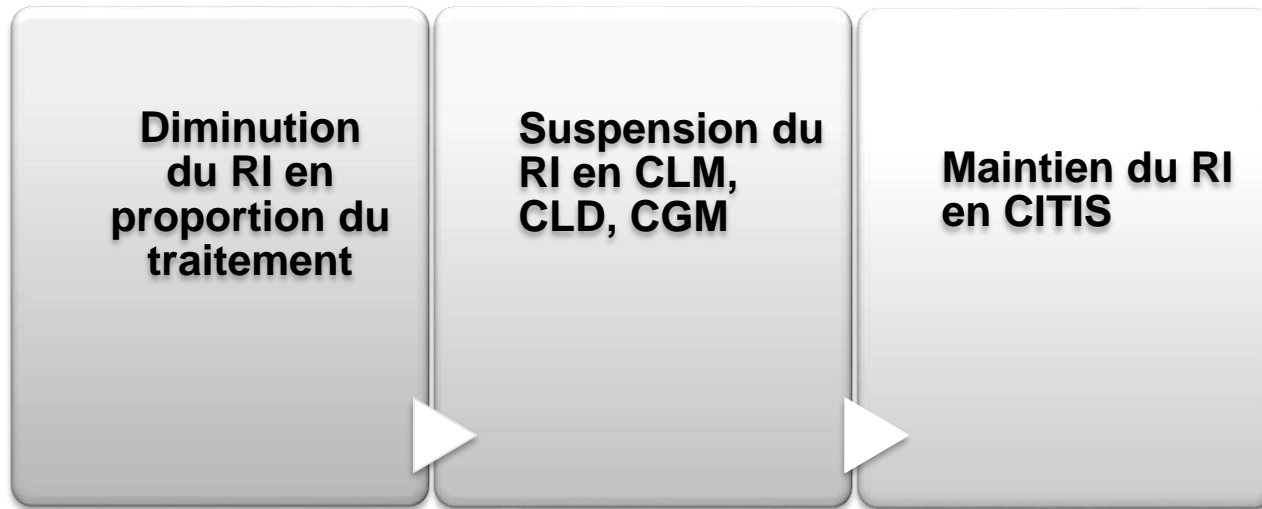 Diminution
du RI en
proportion du
traitement
Suspension du
RI en CLM,
CLD, CGM
Maintien du RI
en CITIS